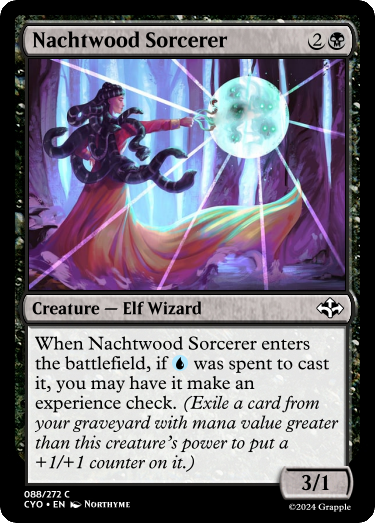 Nachtwood Sorcerer 2
Creature — Elf Wizard
When Nachtwood Sorcerer enters
the battlefield, if was spent to cast
it, you may have it make an
experience check. (Exile a card from
your graveyard with mana value greater
than this creature's power to put a
+1/+1 counter on it.)
3/1
088/272 C
CYO • EN Northyme
©2024 Grapple